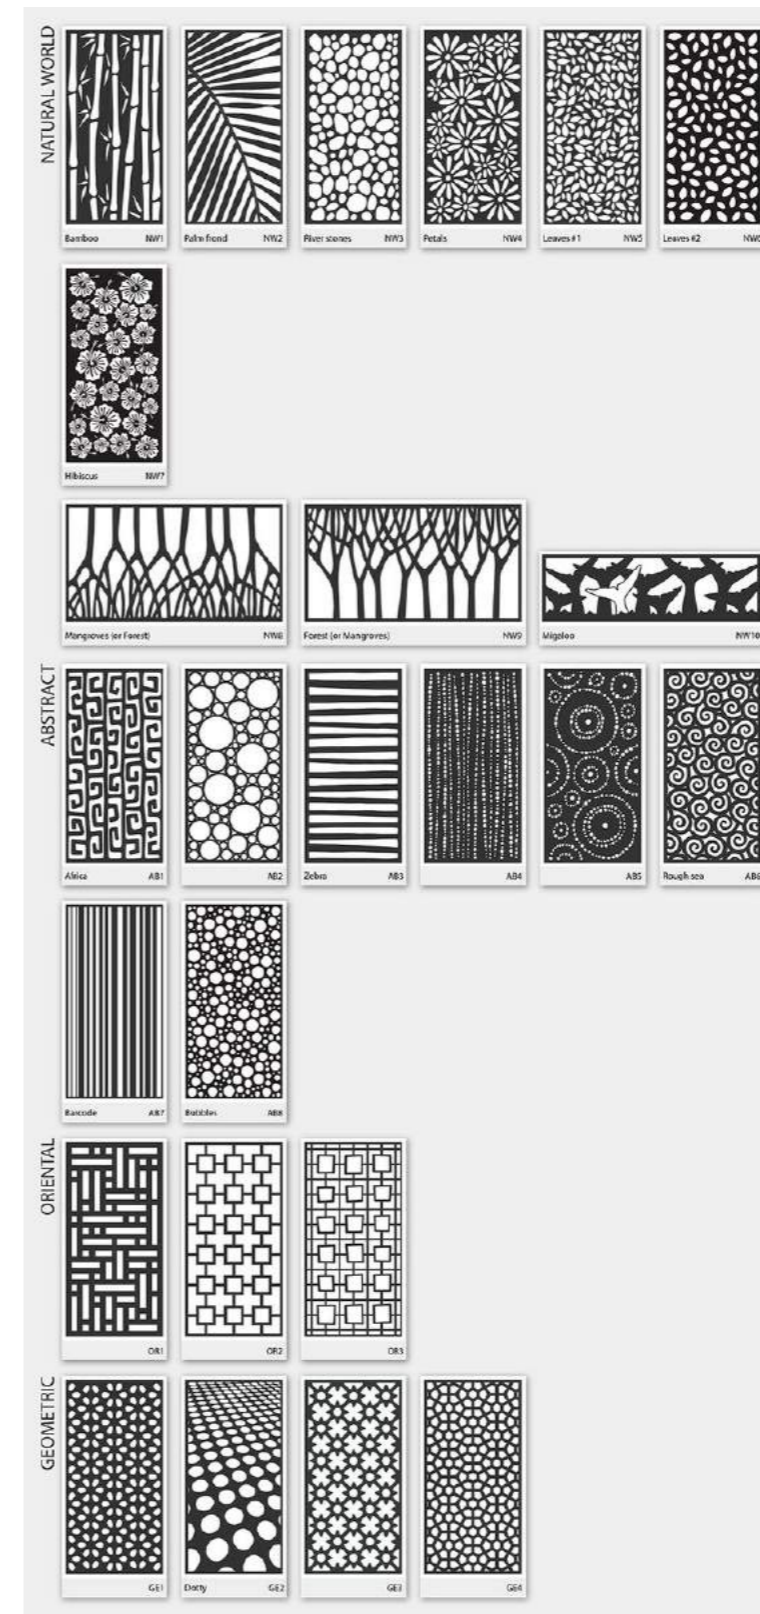 NATURAL WORLD
Bamboo NW1
Palm frond NW2
River stones NW3
Petals NW4
Leaves #1 NW5
Leaves #2 NW6
Hibiscus NW7
Mangroves (or Forest) NW8
Forest (or Mangroves) NW9
Migaloo NW10
ABSTRACT
Africa AB1
AB2
Zebra AB3
AB4
AB5
Rough sea AB6
Barcode AB7
Bubbles AB8
ORIENTAL
OR1
OR2
OR3
GEOMETRIC
GE1
Dotty GE2
GE3
GE4